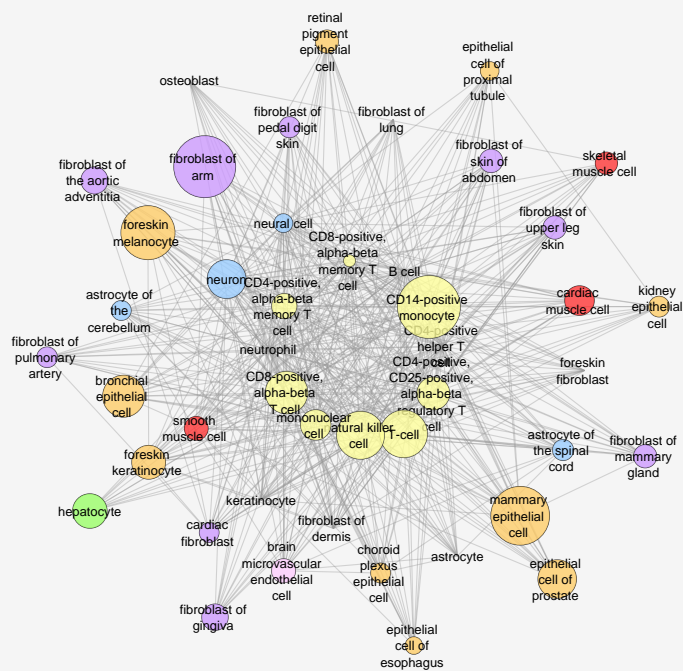 retinal
pigment
epithelial
cell
epithelial
cell of
proximal
tubule
osteoblast
fibroblast of
pedal digit
skin
fibroblast of
lung
fibroblast of
skin of
abdomen
skeletal
muscle cell
fibroblast of
the aortic
adventitia
fibroblast of
arm
foreskin
melanocyte
neural cell
CD8-positive,
alpha-beta
memory T
cell
fibroblast of
upper leg
skin
B cell
neuron
CD4-positive,
alpha-beta
memory T
cell
CD14-positive
monocyte
cardiac
muscle cell
kidney
epithelial
cell
astrocyte of
the
cerebellum
CD4-positive
helper T
cell
fibroblast of
pulmonary
artery
neutrophil
CD4-positive,
CD25-positive,
alpha-beta
regulatory T
cell
foreskin
fibroblast
bronchial
epithelial
cell
CD8-positive,
alpha-beta
T cell
smooth
muscle cell
mononuclear
cell
atural killer
cell
T-cell
astrocyte of
the spinal
cord
fibroblast of
mammary
gland
foreskin
keratinocyte
hepatocyte
keratinocyte
mammary
epithelial
cell
cardiac
fibroblast
fibroblast of
dermis
brain
microvascular
endothelial
cell
choroid
plexus
epithelial
cell
astrocyte
epithelial
cell of
prostate
fibroblast of
gingiva
epithelial
cell of
esophagus